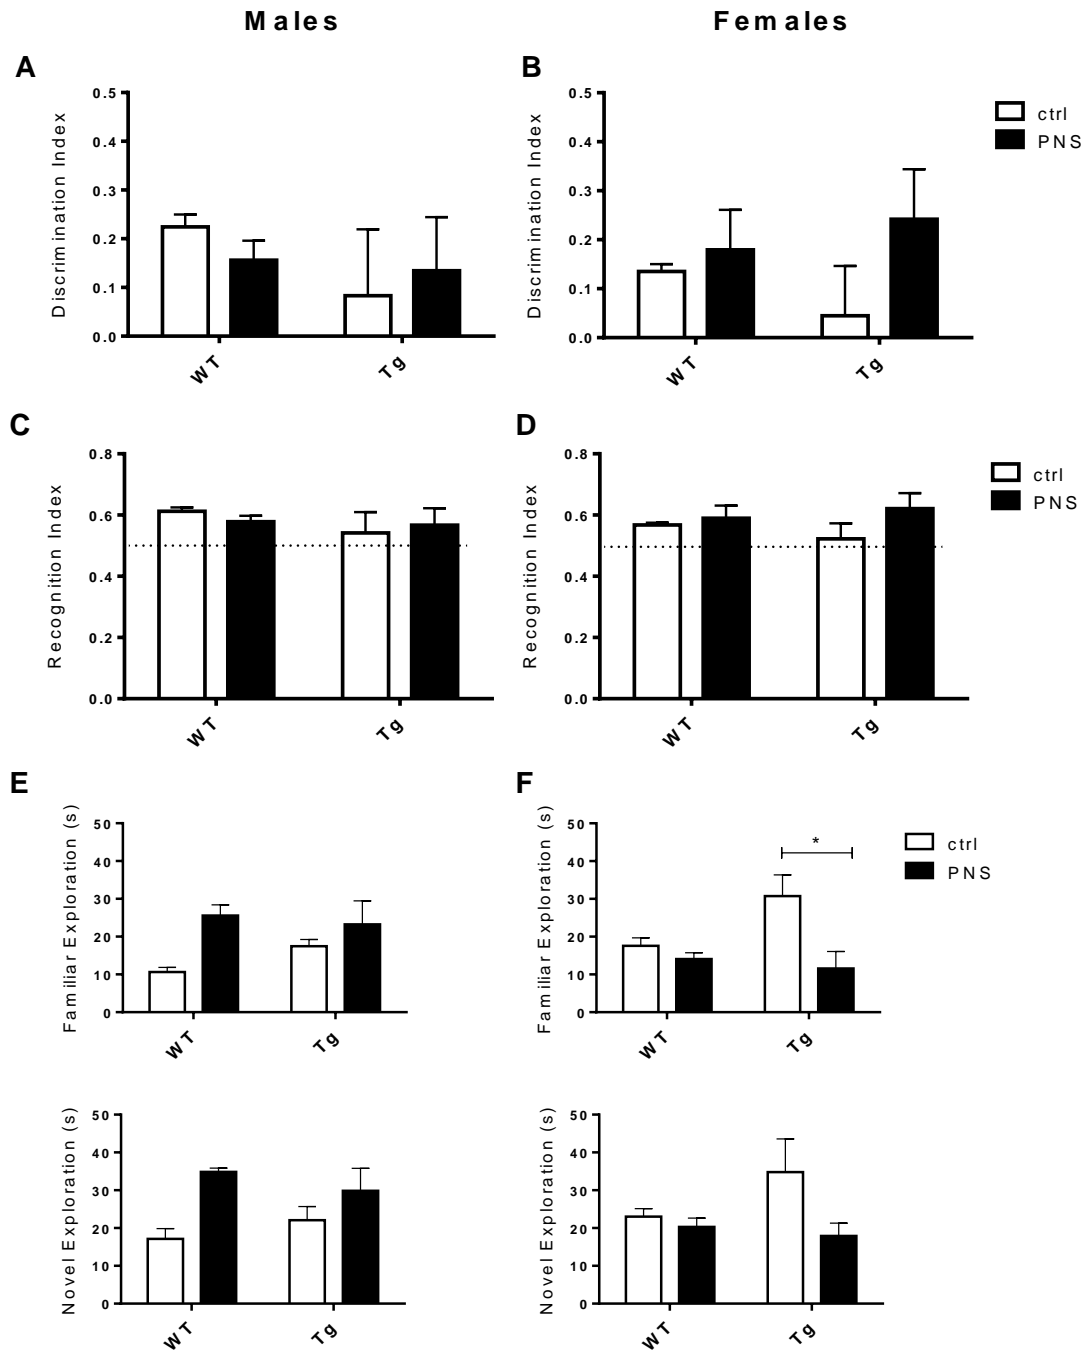 Males
Females
A
B
Discrimination Index
0.5
0.4
0.3
0.2
0.1
0.0
WT
Tg
Discrimination Index
0.5
0.4
0.3
0.2
0.1
0.0
WT
Tg
ctrl
PNS
C
D
Recognition Index
0.8
0.6
0.4
0.2
0.0
WT
Tg
Recognition Index
0.8
0.6
0.4
0.2
0.0
WT
Tg
ctrl
PNS
E
F
Familiar Exploration (s)
50
40
30
20
10
0
WT
Tg
Familiar Exploration (s)
50
40
30
20
10
0
*
WT
Tg
ctrl
PNS
Novel Exploration (s)
50
40
30
20
10
0
WT
Tg
Novel Exploration (s)
50
40
30
20
10
0
WT
Tg